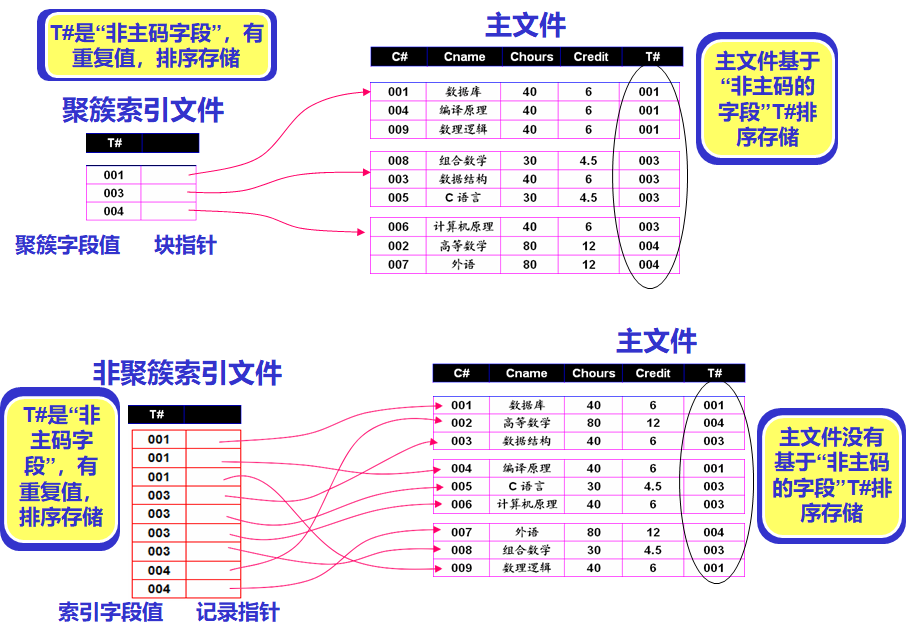 T#是“非主码字段”，有
重复值，排序存储
主文件
聚簇索引文件
C# Cname Chours Credit T#
001 数据库 40 6 001
004 编译原理 40 6 001
009 数理逻辑 40 6 001
008 组合数学 30 4.5 003
003 数据结构 40 6 003
005 C 语言 30 4.5 003
006 计算机原理 40 6 003
002 高等数学 80 12 004
007 外语 80 12 004
主文件基于
“非主码的
字段”T#排
序存储
T#
001
003
004
聚簇字段值 块指针
主文件
非聚簇索引文件
T#是“非
主码字
段”，有
重复值，
排序存储
T#
001
001
001
003
003
003
003
004
004
索引字段值 记录指针
C# Cname Chours Credit T#
001 数据库 40 6 001
002 高等数学 80 12 004
003 数据结构 40 6 003
004 编译原理 40 6 001
005 C 语言 30 4.5 003
006 计算机原理 40 6 003
007 外语 80 12 004
008 组合数学 30 4.5 003
009 数理逻辑 40 6 001
主文件没有
基于“非主码
的字段”T#排
序存储